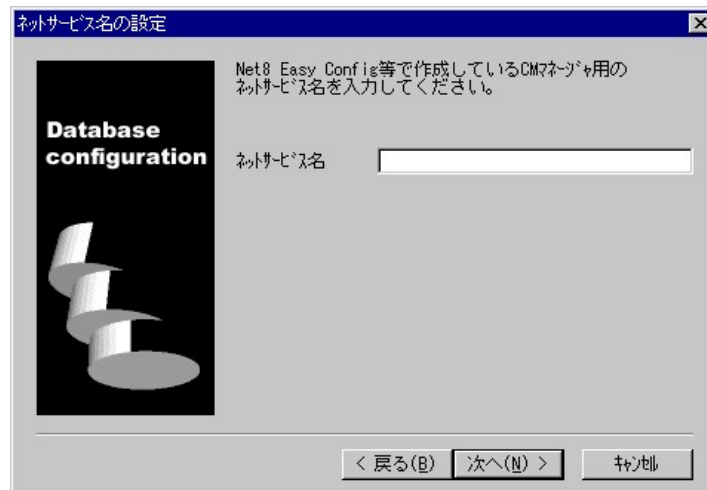 ネットサービス名の設定
Net8 Easy Config等で作成しているCMマネージャ用の
ネットサービス名を入力してください。
Database
configuration
ネットサービス名
< 戻る(B)
次へ(N) >
キャンセル